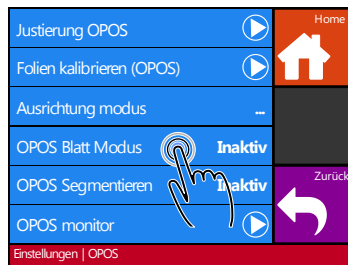 Justierung OPOS
Home
Folien kalibrieren (OPOS)
Ausrichtung modus ...
OPOS Blatt Modus Inaktiv
OPOS Segmentieren Inaktiv
Zurück
OPOS monitor
Einstellungen | OPOS